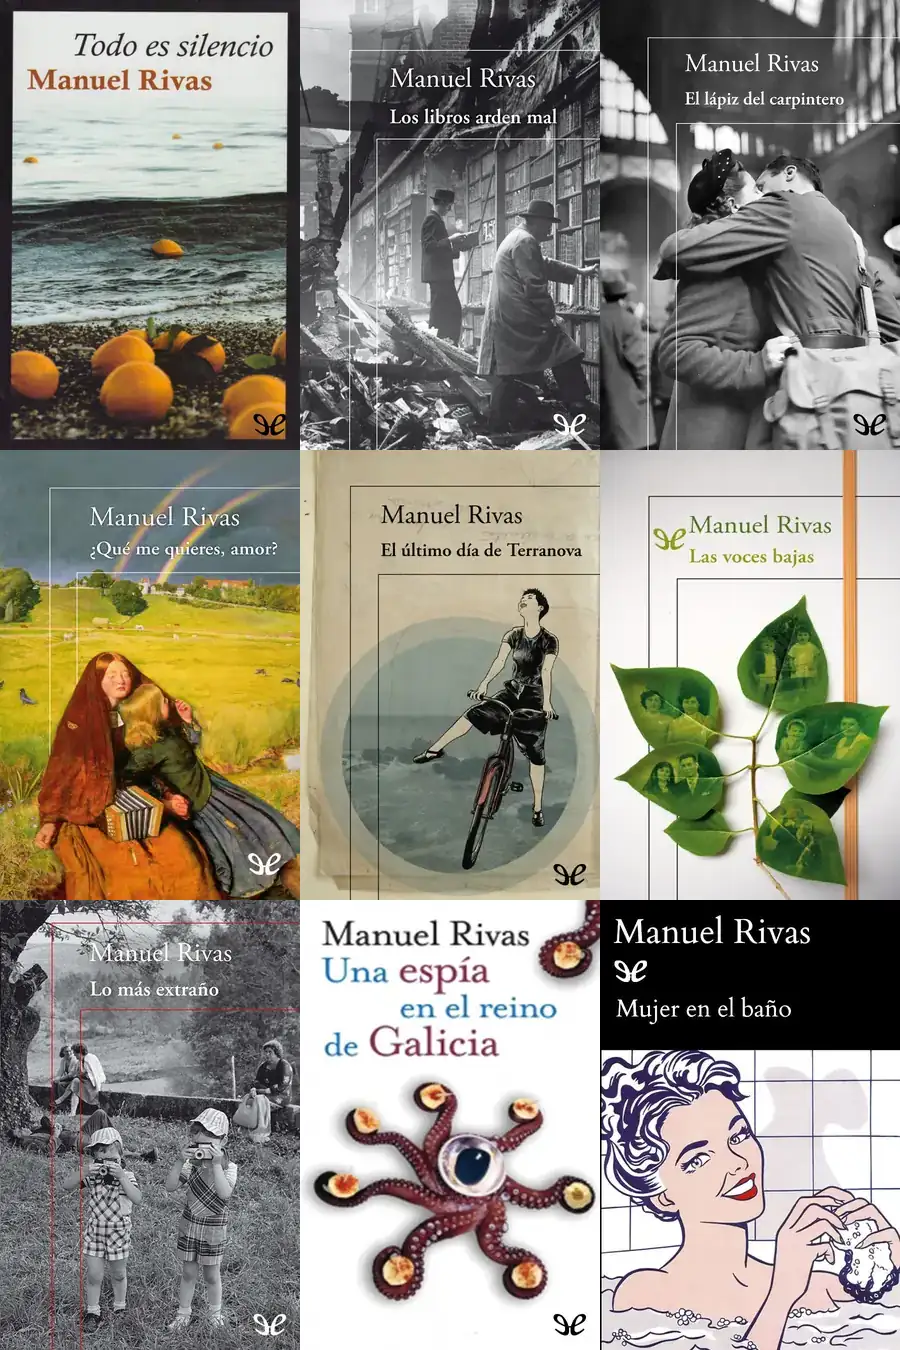 Todo es silencio
Manuel Rivas
Manuel Rivas
Los libros arden mal
Manuel Rivas
El lápiz del carpintero
Manuel Rivas
¿Qué me quieres, amor?
Manuel Rivas
El último día de Terranova
Manuel Rivas
Las voces bajas
Manuel Rivas
Lo más extraño
Manuel Rivas
Una espía
en el reino
de Galicia
Manuel Rivas
Mujer en el baño